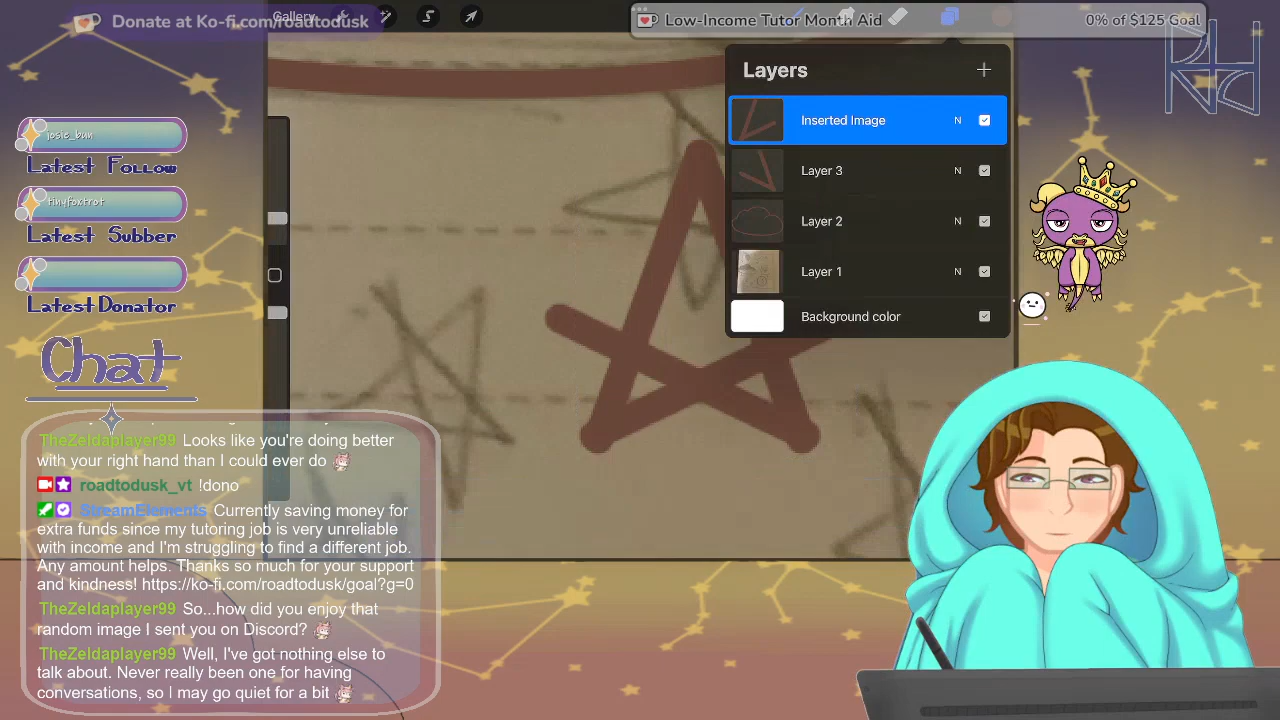 Donate at Ko-fi.com/roadtodusk
Gallery
Low-Income Tutor Month Aid
0% of $125 Goal
Layers
Inserted Image N
Layer 3 N
Layer 2 N
Layer 1 N
Background color
josie_bun
Latest Follow
tinyfoxtrot
Latest Subber
Latest Donator
Chat
TheZeldaplayer99 Looks like you're doing better
with your right hand than I could ever do
roadtodusk_vt !dono
StreamElements Currently saving money for
extra funds since my tutoring job is very unreliable
with income and I'm struggling to find a different job.
Any amount helps. Thanks so much for your support
and kindness! https://ko-fi.com/roadtodusk/goal?g=0
TheZeldaplayer99 So...how did you enjoy that
random image I sent you on Discord?
TheZeldaplayer99 Well, I've got nothing else to
talk about. Never really been one for having
conversations, so I may go quiet for a bit